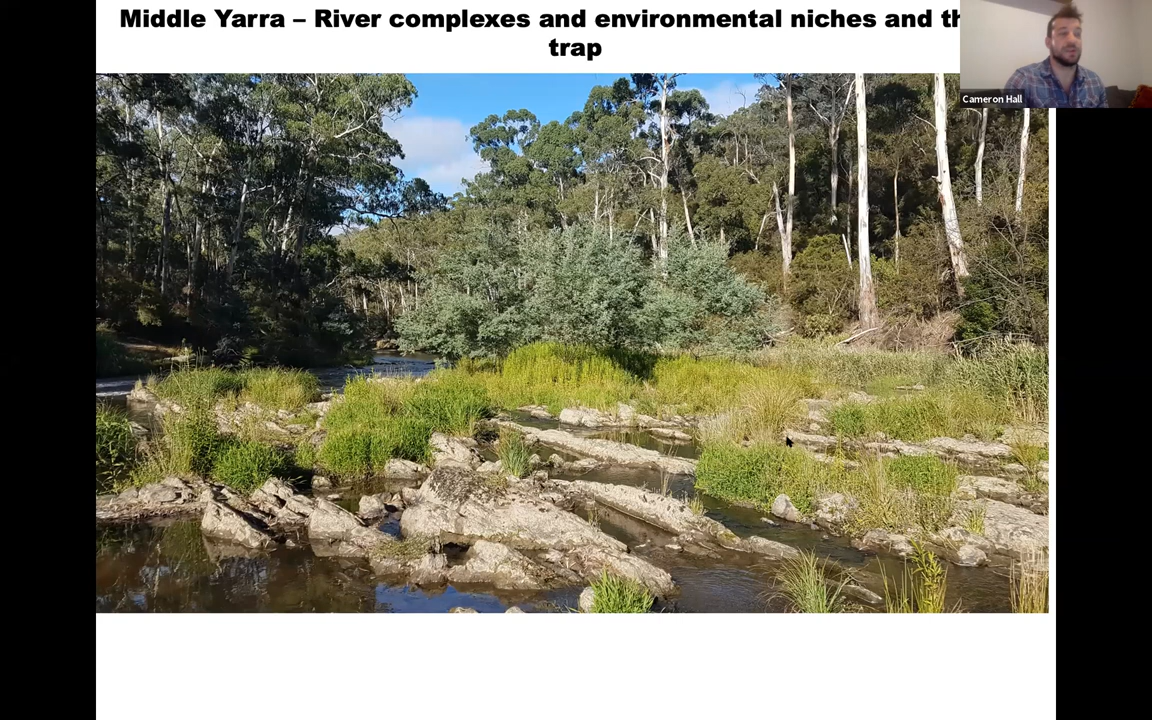 Middle Yarra – River complexes and environmental niches and th
trap
Cameron Hall